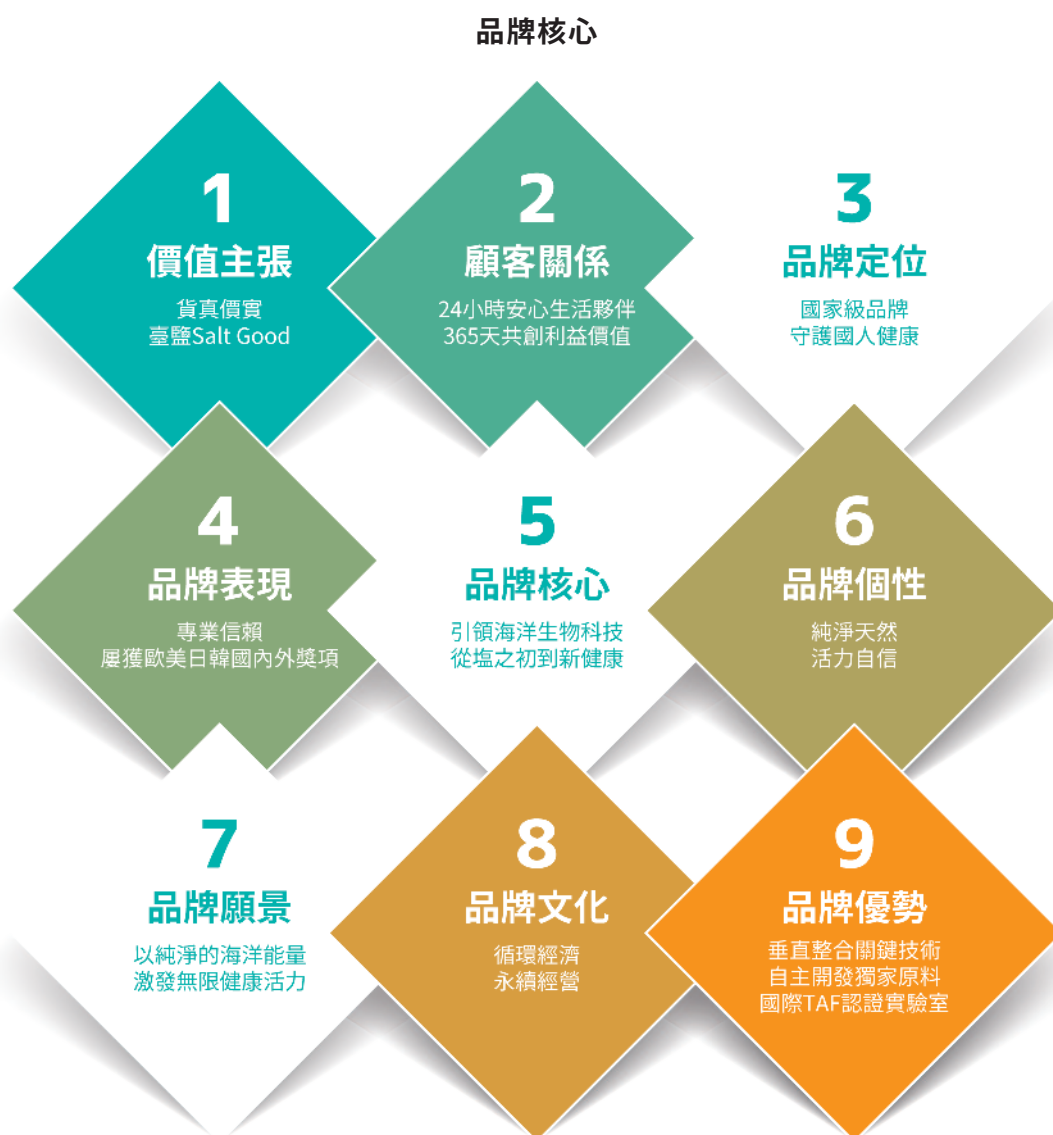 品牌核心
1
價值主張
貨真價實
臺鹽Salt Good
2
顧客關係
24小時安心生活夥伴
365天共創利益價值
3
品牌定位
國家級品牌
守護國人健康
4
品牌表現
專業信賴
屢獲歐美日韓國內外獎項
5
品牌核心
引領海洋生物科技
從塩之初到新健康
6
品牌個性
純淨天然
活力自信
7
品牌願景
以純淨的海洋能量
激發無限健康活力
8
品牌文化
循環經濟
永續經營
9
品牌優勢
垂直整合關鍵技術
自主開發獨家原料
國際TAF認證實驗室